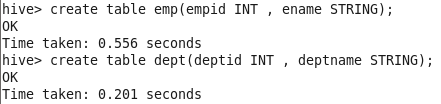 hive> create table emp(empid INT , ename STRING);
OK
Time taken: 0.556 seconds
hive> create table dept(deptid INT , deptname STRING);
OK
Time taken: 0.201 seconds